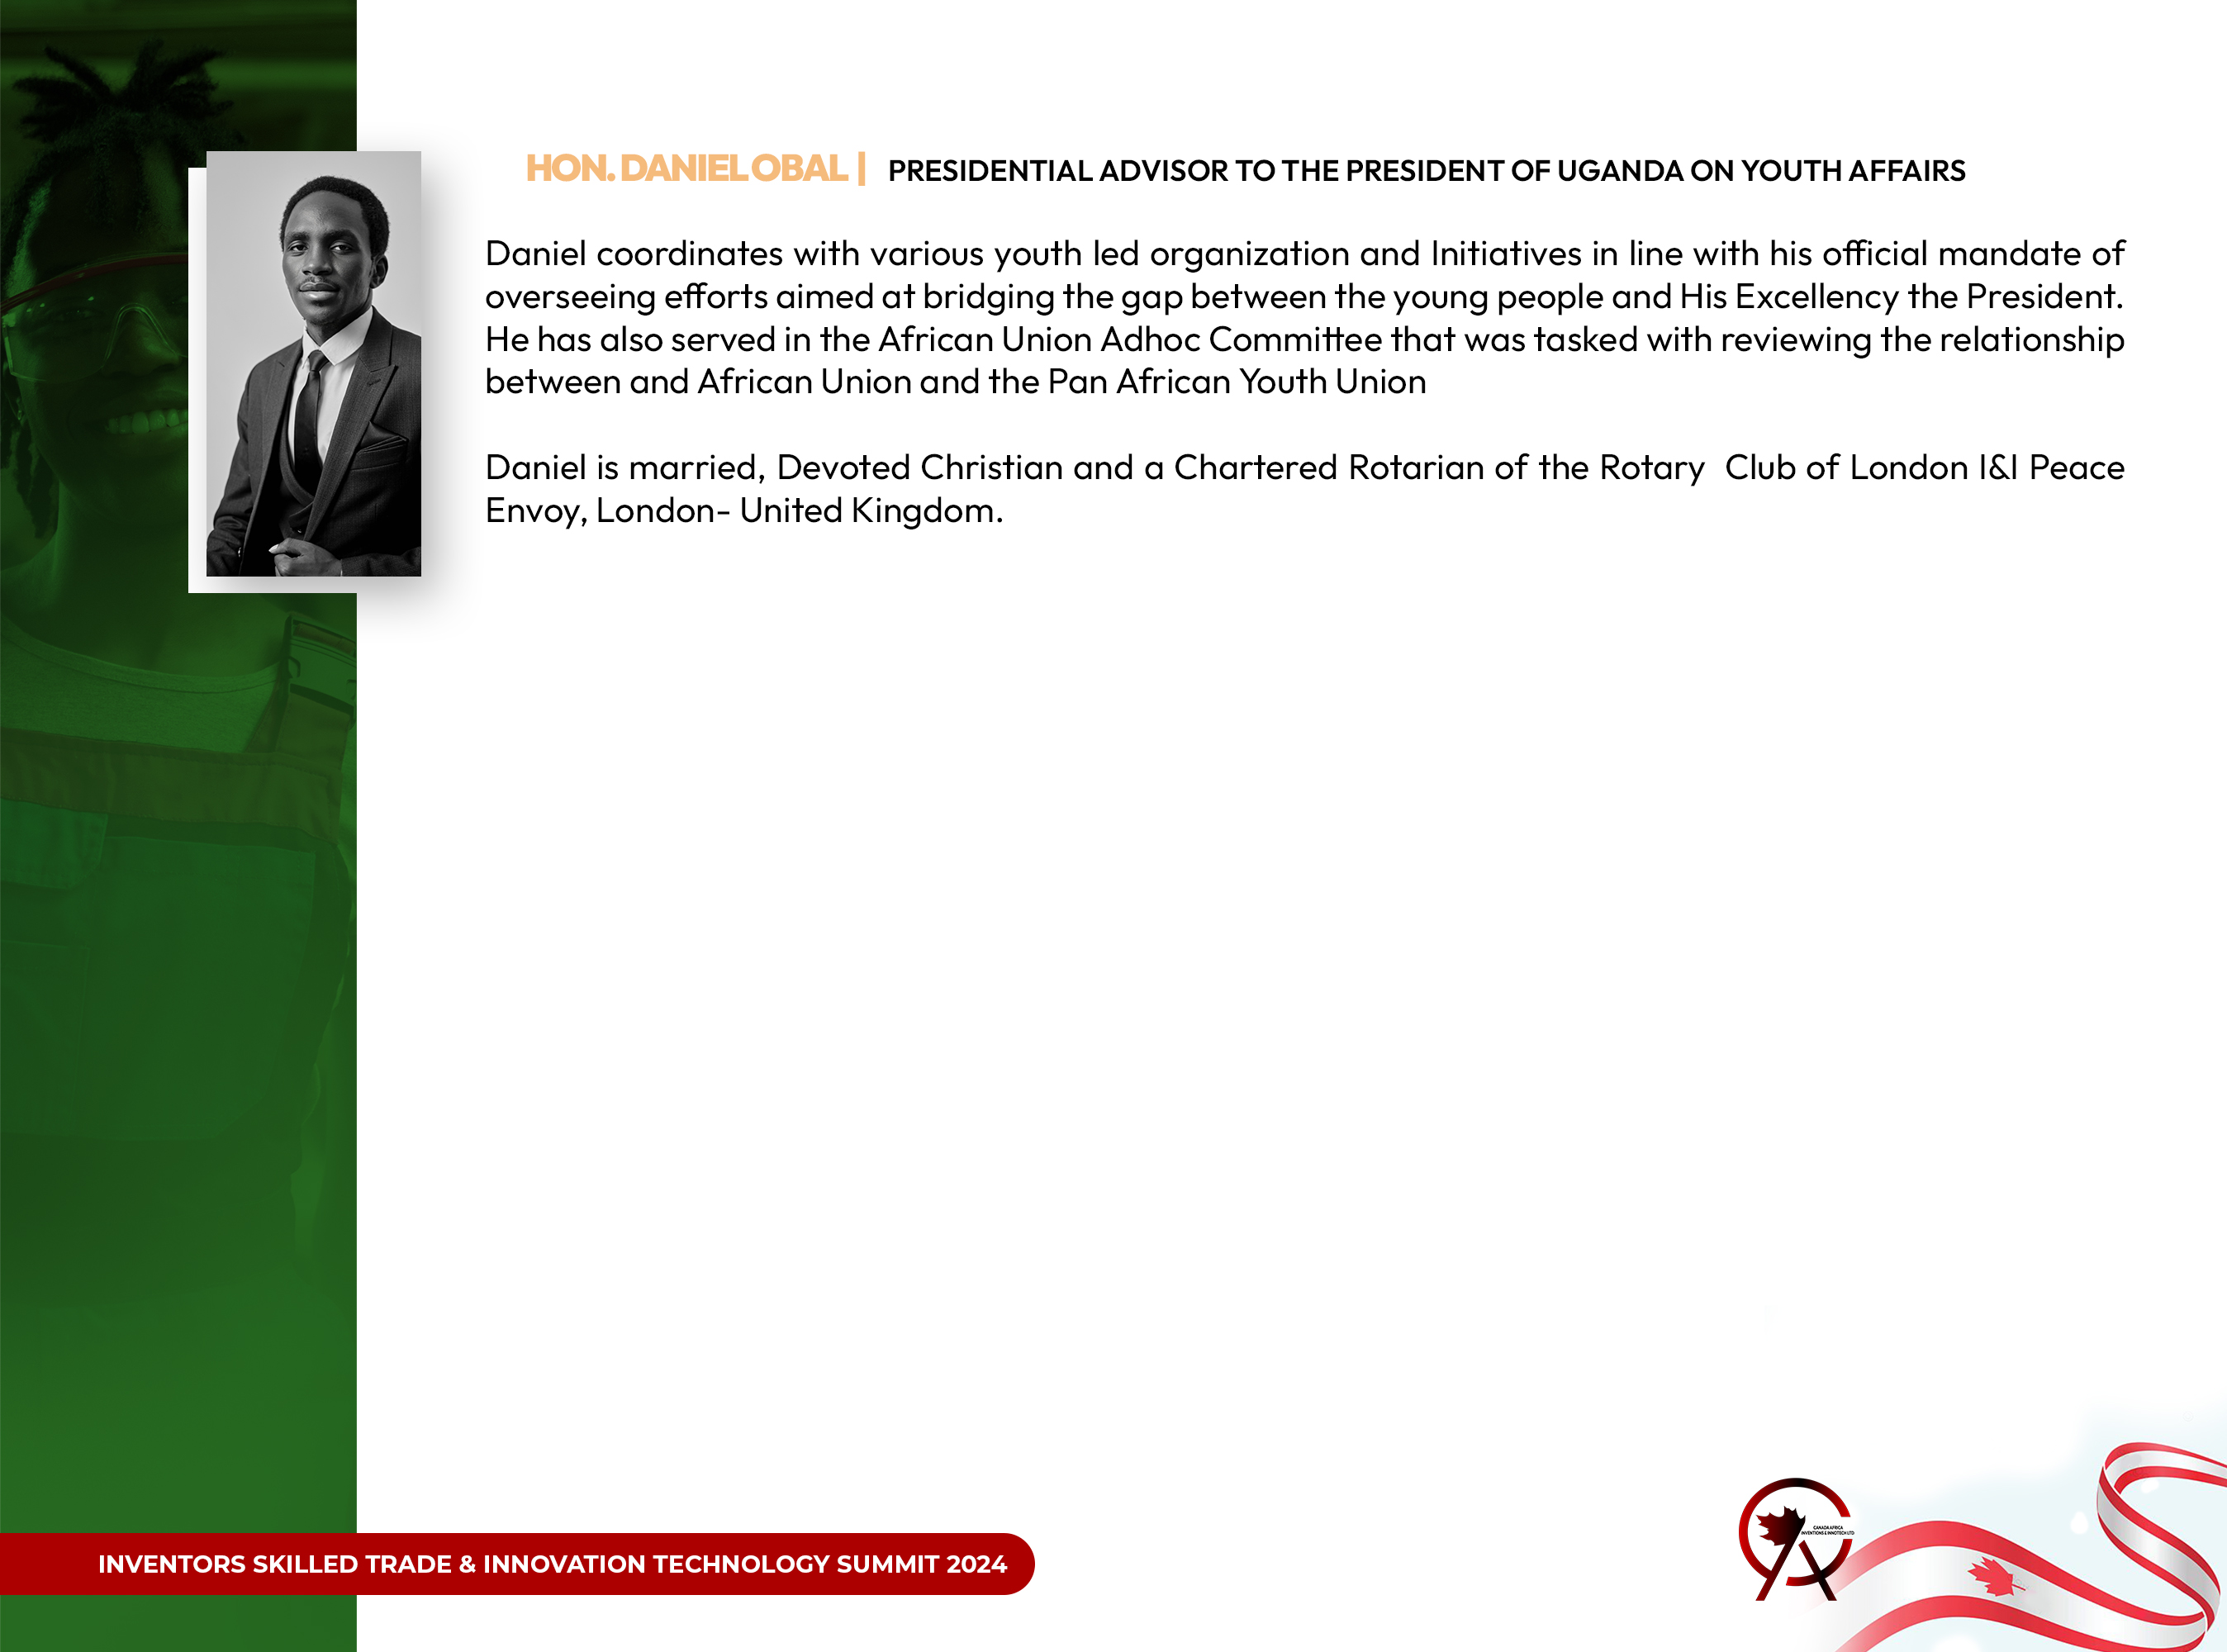 HON. DANIEL OBAL | PRESIDENTIAL ADVISOR TO THE PRESIDENT OF UGANDA ON YOUTH AFFAIRS
Daniel coordinates with various youth led organization and Initiatives in line with his official mandate of
overseeing efforts aimed at bridging the gap between the young people and His Excellency the President.
He has also served in the African Union Adhoc Committee that was tasked with reviewing the relationship
between and African Union and the Pan African Youth Union
Daniel is married, Devoted Christian and a Chartered Rotarian of the Rotary  Club of London I&I Peace
Envoy, London- United Kingdom.
CANADA AFRICA
INVENTIONS & INNOTECH LTD
INVENTORS SKILLED TRADE & INNOVATION TECHNOLOGY SUMMIT 2024